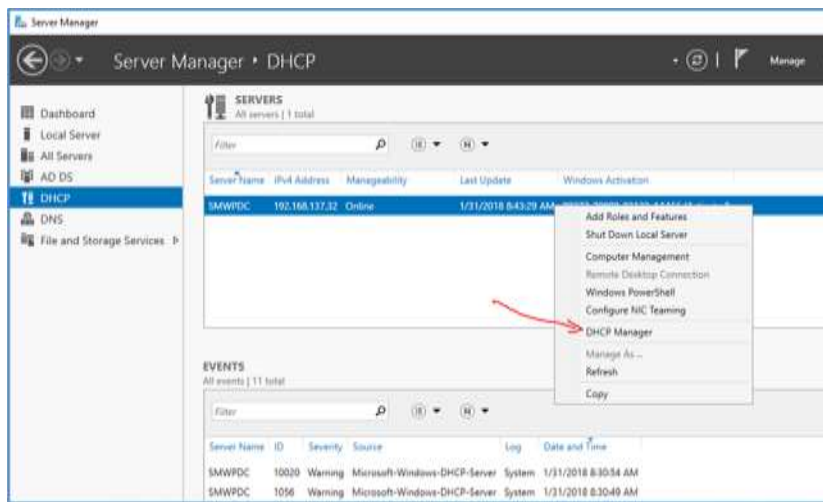 Server Manager
Server Manager • DHCP
Manage
Dashboard
Local Server
All Servers
AD DS
DHCP
DNS
File and Storage Services
SERVERS
All servers | 1 total
Filter
Server Name IPv4 Address Manageability Last Update Windows Activation
SMWPDC 192.168.137.32 Online 1/31/2018 8:43:29 AM
Add Roles and Features
Shut Down Local Server
Computer Management
Remote Desktop Connection
Windows PowerShell
Configure NIC Teaming
DHCP Manager
Manage As ...
Refresh
Copy
EVENTS
All events | 11 total
Filter
Server Name ID Severity Source Log Date and Time
SMWPDC 10020 Warning Microsoft-Windows-DHCP-Server System 1/31/2018 8:30:54 AM
SMWPDC 1056 Warning Microsoft-Windows-DHCP-Server System 1/31/2018 8:30:49 AM